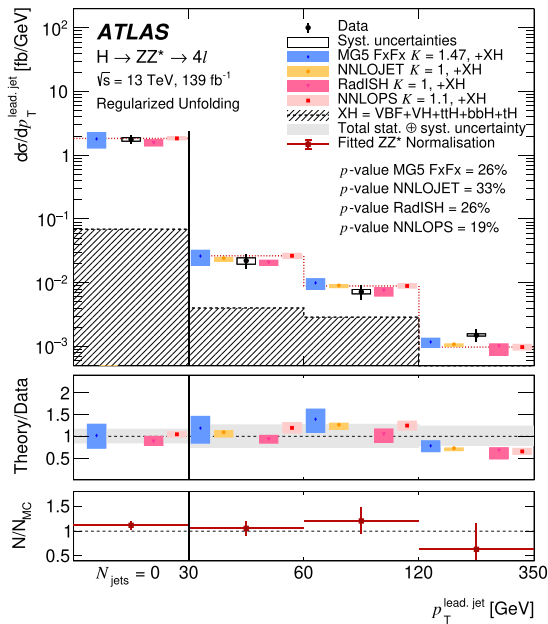 ATLAS
H → ZZ* → 4l
√s = 13 TeV, 139 fb⁻¹
Regularized Unfolding
Data
Syst. uncertainties
MG5 FxFx K = 1.47, +XH
NNLOJET K = 1, +XH
RadISH K = 1, +XH
NNLOPS K = 1.1, +XH
XH = VBF+VH+ttH+bbH+tH
Total stat. ⊕ syst. uncertainty
Fitted ZZ* Normalisation
p-value MG5 FxFx = 26%
p-value NNLOJET = 33%
p-value RadISH = 26%
p-value NNLOPS = 19%
dσ/dp_T^lead. jet [fb/GeV]
10²
10
1
10⁻¹
10⁻²
10⁻³
Theory/Data
2
1.5
1
0.5
0
N/N_MC
1.5
1
0.5
N_jets = 0 30 60 120 350
p_T^lead. jet [GeV]